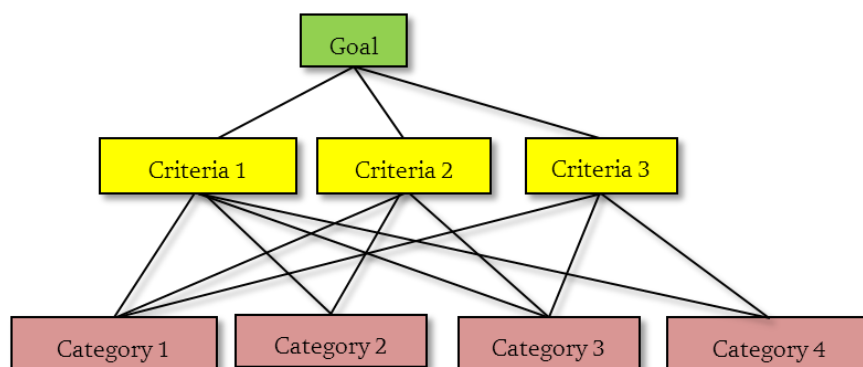 Goal
Criteria 1
Criteria 2
Criteria 3
Category 1
Category 2
Category 3
Category 4